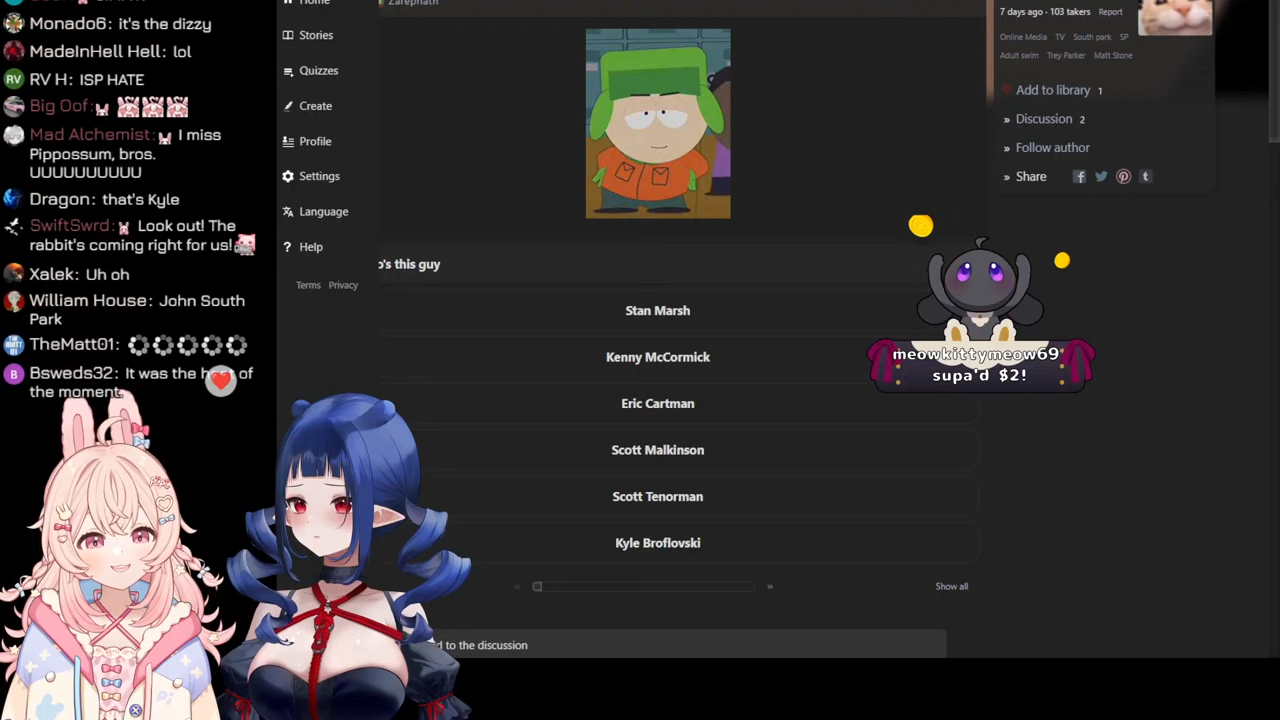 Monado6: it's the dizzy
MadeInHell Hell: lol
RV
RV H: ISP HATE
Big Oof:
Mad Alchemist: I miss
Pippossum, bros.
UUUUUUUUUU
Dragon: that's Kyle
SwiftSwrd: Look out! The
rabbit's coming right for us!
Xalek: Uh oh
William House: John South
Park
TheMatt01:
B
Bsweds32: It was the of
the moment.
Home
Stories
Quizzes
Create
Profile
Settings
Language
Help
Terms Privacy
Zarephath
o's this guy
Stan Marsh
Kenny McCormick
Eric Cartman
Scott Malkinson
Scott Tenorman
Kyle Broflovski
Show all
d to the discussion
7 days ago · 103 takers Report
Online Media TV South park SP
Adult swim Trey Parker Matt Stone
Add to library 1
» Discussion 2
» Follow author
» Share
meowkittymeow69
supa'd $2!